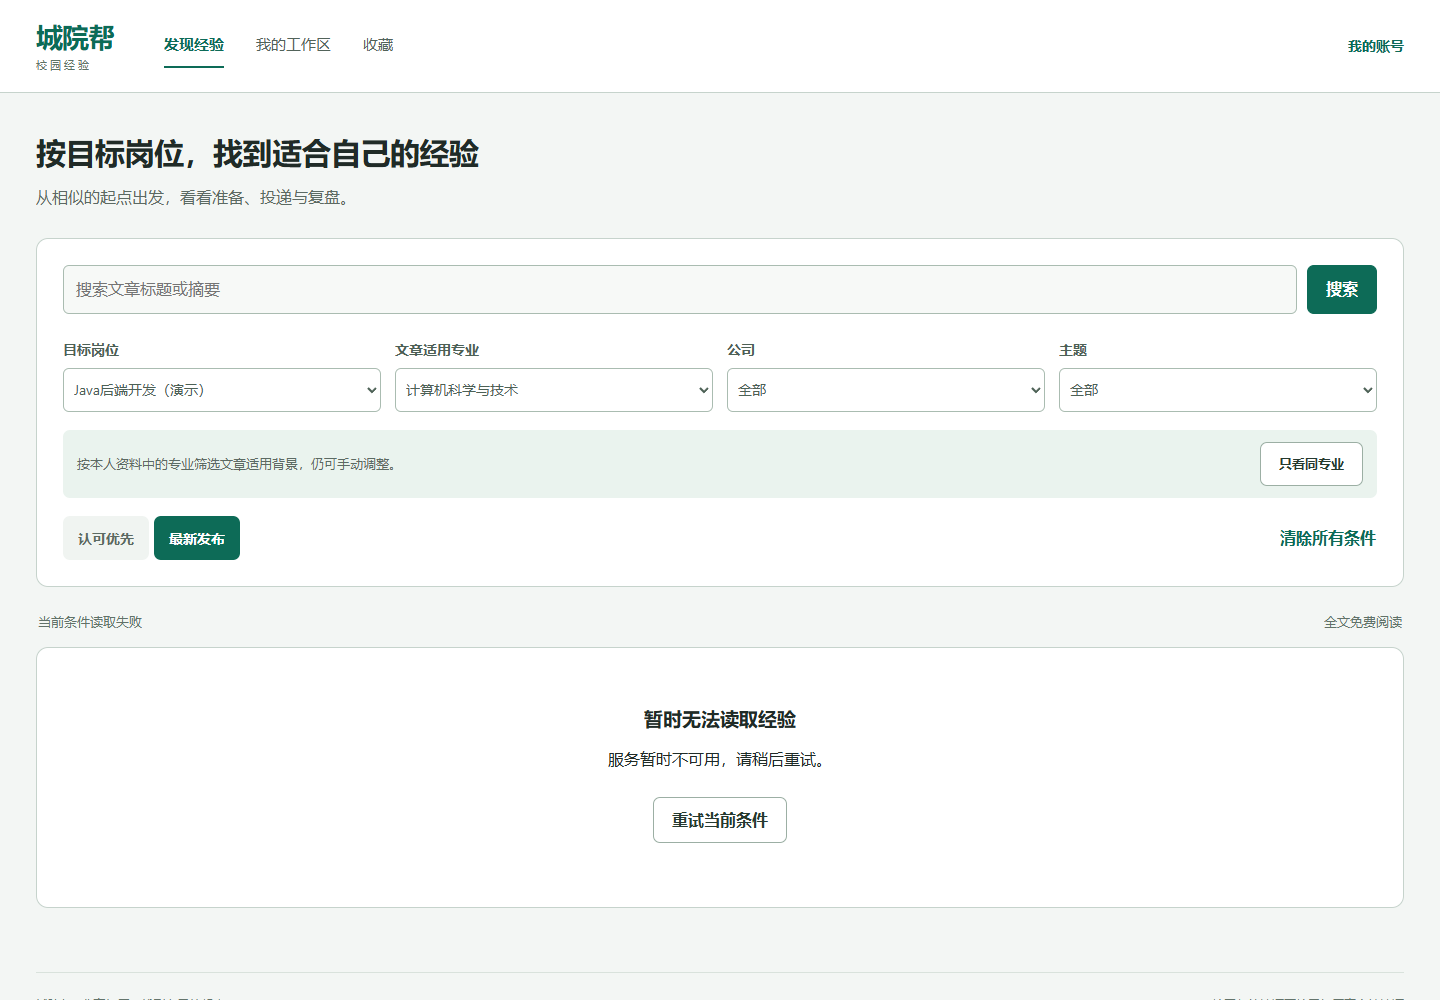 城院帮
校园经验
发现经验
我的工作区
收藏
我的账号
按目标岗位，找到适合自己的经验
从相似的起点出发，看看准备、投递与复盘。
搜索文章标题或摘要
搜索
目标岗位
文章适用专业
公司
主题
Java后端开发（演示）
计算机科学与技术
全部
全部
按本人资料中的专业筛选文章适用背景，仍可手动调整。
只看同专业
认可优先
最新发布
清除所有条件
当前条件读取失败
全文免费阅读
暂时无法读取经验
服务暂时不可用，请稍后重试。
重试当前条件